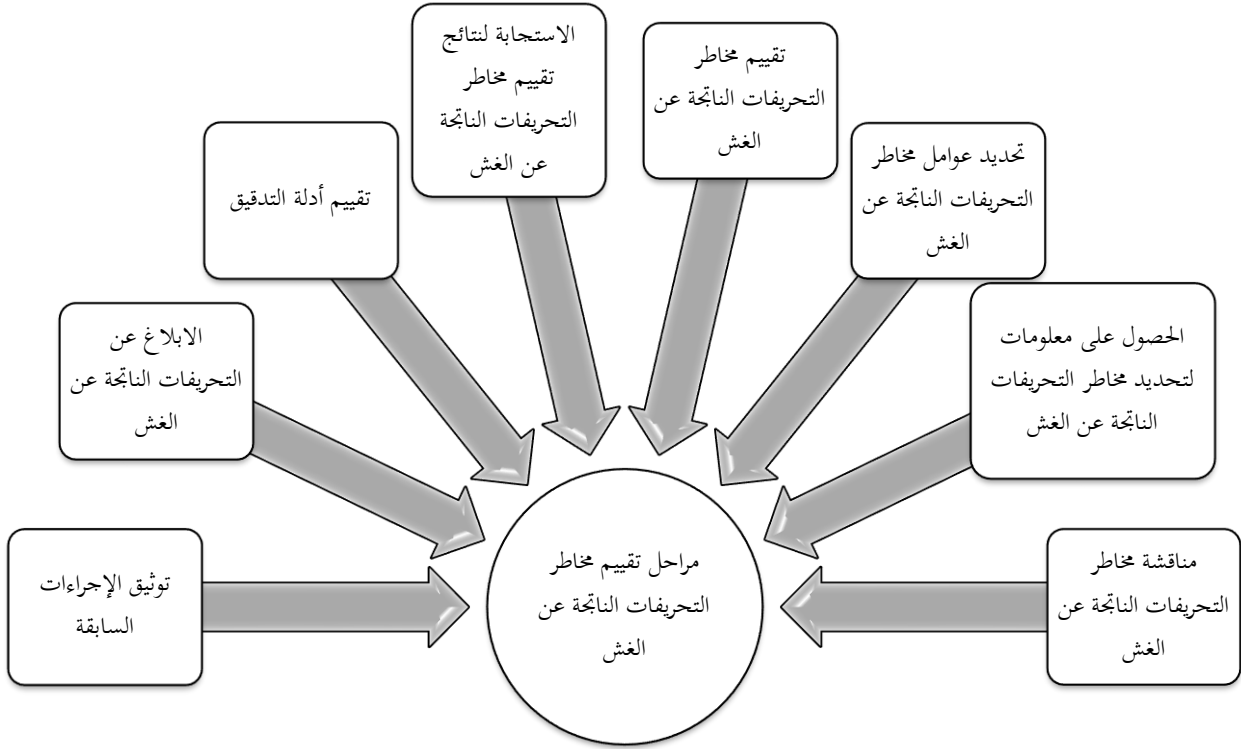 مناقشة مخاطر
التحريفات الناتجة عن
الغش
الحصول على معلومات
لتحديد مخاطر التحريفات
الناتجة عن الغش
تحديد عوامل مخاطر
التحريفات الناتجة عن
الغش
تقييم مخاطر
التحريفات الناتجة عن
الغش
الاستجابة لنتائج
تقييم مخاطر
التحريفات الناتجة
عن الغش
تقييم أدلة التدقيق
الابلاغ عن
التحريفات الناتجة عن
الغش
توثيق الإجراءات
السابقة
مراحل تقييم مخاطر
التحريفات الناتجة عن
الغش